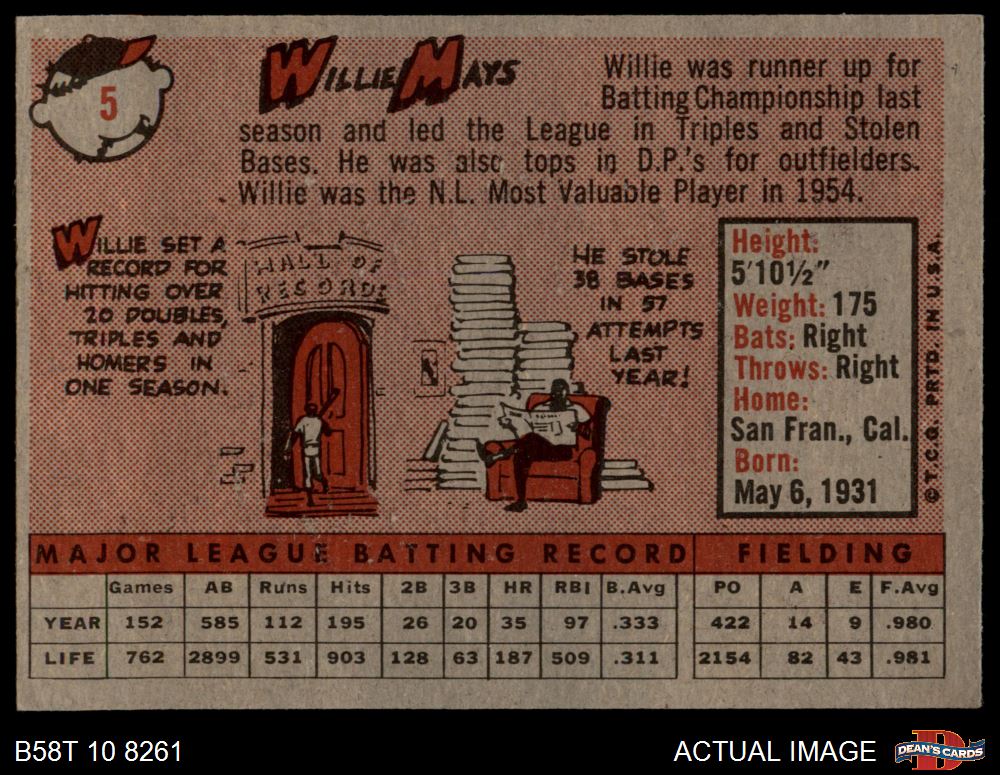 5
WILLIE MAYS
Willie was runner up for
Batting Championship last
season and led the League in Triples and Stolen
Bases. He was also tops in D.P.'s for outfielders.
Willie was the N.L. Most Valuable Player in 1954.
WILLIE SET A
RECORD FOR
HITTING OVER
20 DOUBLES,
TRIPLES AND
HOMERS IN
ONE SEASON.
HALL OF
RECORDS
HE STOLE
38 BASES
IN 57
ATTEMPTS
LAST
YEAR!
Height:
5'10½"
Weight: 175
Bats: Right
Throws: Right
Home:
San Fran., Cal.
Born:
May 6, 1931
©T.C.G. PRTD. IN U.S.A.
MAJOR LEAGUE BATTING RECORD FIELDING
Games AB Runs Hits 2B 3B HR RBI B.Avg PO A E F.Avg
YEAR 152 585 112 195 26 20 35 97 .333 422 14 9 .980
LIFE 762 2899 531 903 128 63 187 509 .311 2154 82 43 .981
B58T 10 8261 ACTUAL IMAGE DEAN'S CARDS